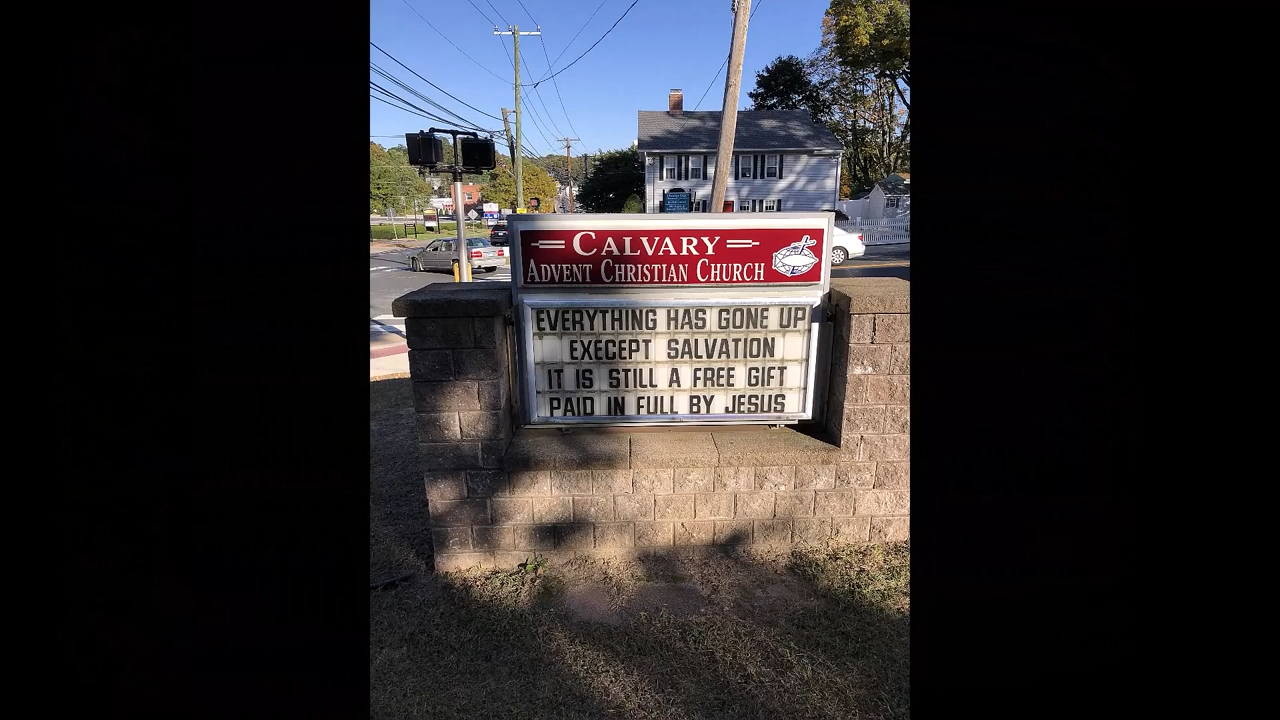 CALVARY
ADVENT CHRISTIAN CHURCH
EVERYTHING HAS GONE UP
EXECEPT SALVATION
IT IS STILL A FREE GIFT
PAID IN FULL BY JESUS